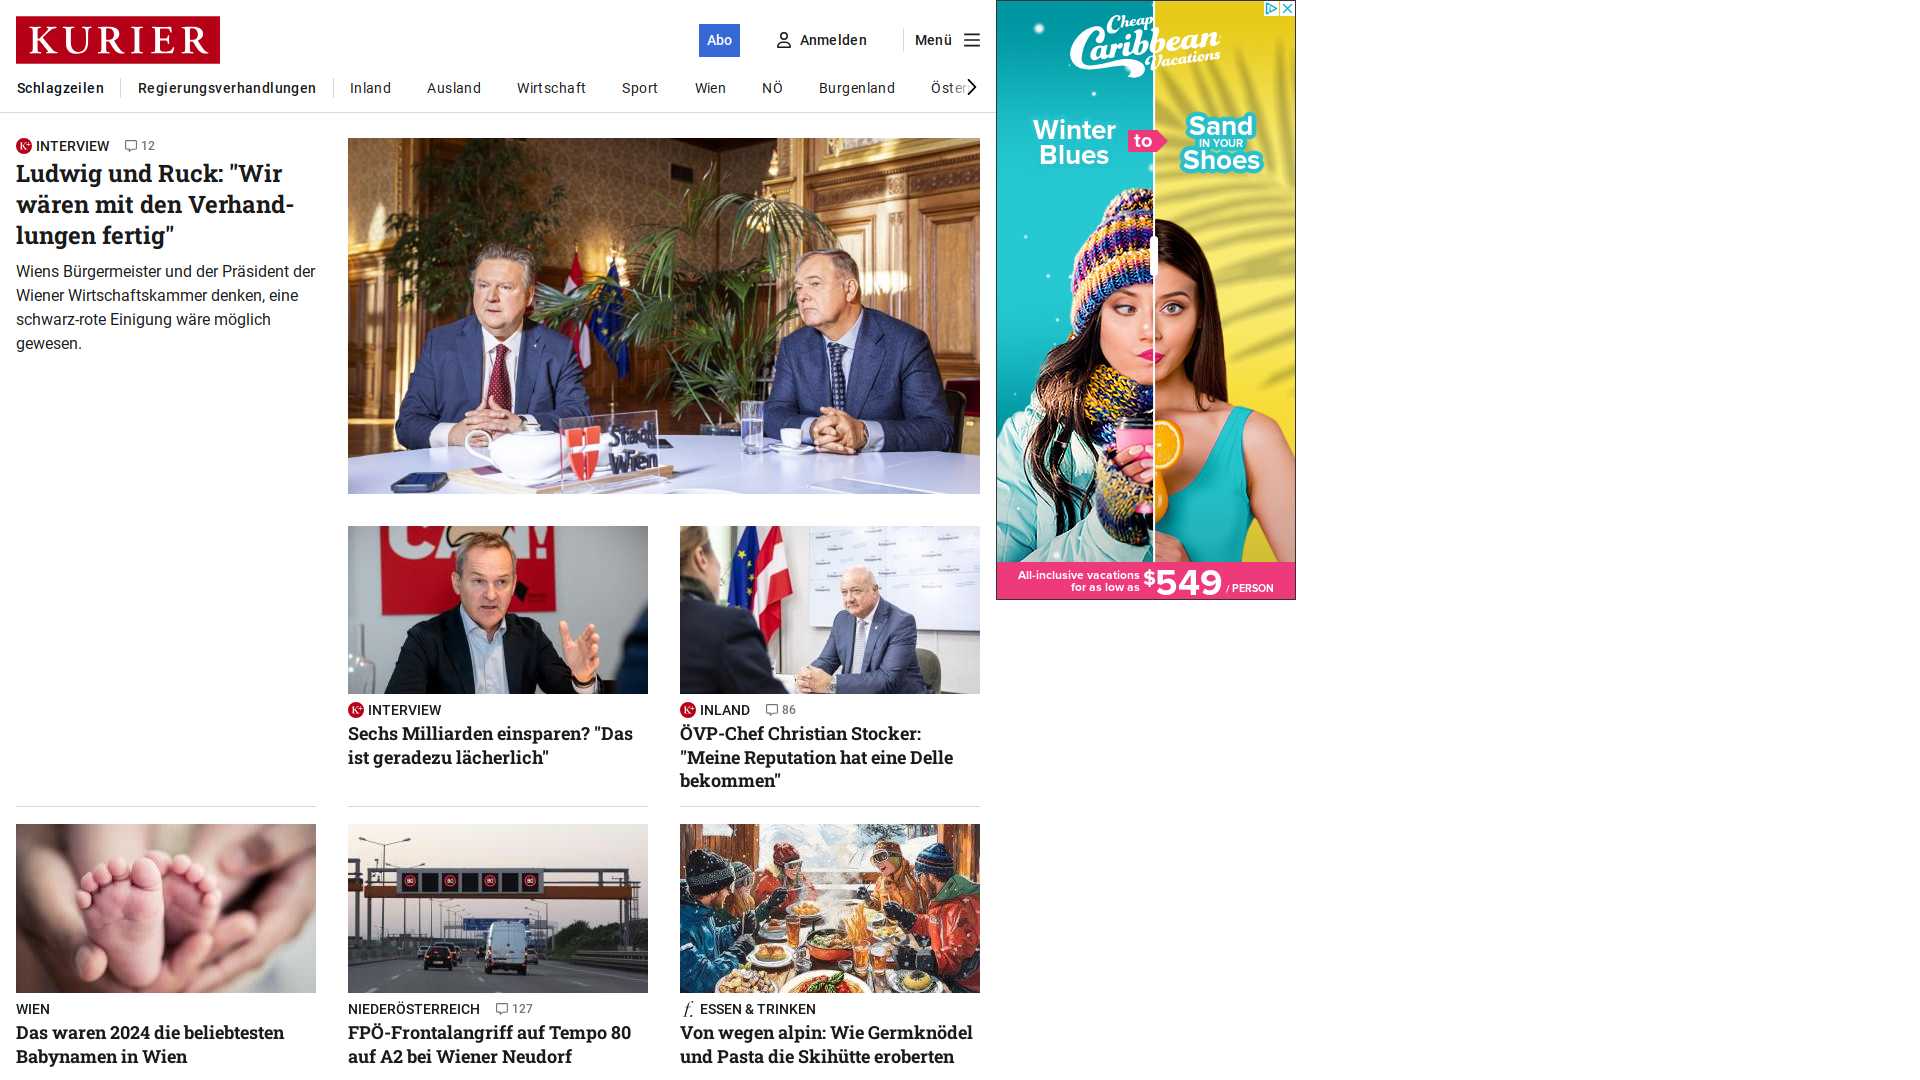 KURIER
Abo
Anmelden
Menü
Schlagzeilen
Regierungsverhandlungen
Inland
Ausland
Wirtschaft
Sport
Wien
NÖ
Burgenland
Öster
INTERVIEW 12
Ludwig und Ruck: "Wir
wären mit den Verhand-
lungen fertig"
Wiens Bürgermeister und der Präsident der
Wiener Wirtschaftskammer denken, eine
schwarz-rote Einigung wäre möglich
gewesen.
Stadt
Wien
INTERVIEW
Sechs Milliarden einsparen? "Das
ist geradezu lächerlich"
INLAND 86
ÖVP-Chef Christian Stocker:
"Meine Reputation hat eine Delle
bekommen"
WIEN
Das waren 2024 die beliebtesten
Babynamen in Wien
NIEDERÖSTERREICH 127
FPÖ-Frontalangriff auf Tempo 80
auf A2 bei Wiener Neudorf
ESSEN & TRINKEN
Von wegen alpin: Wie Germknödel
und Pasta die Skihütte eroberten
Cheap
Caribbean
Vacations
Winter
Blues
to
Sand
IN YOUR
Shoes
All-inclusive vacations
for as low as
$549
/ PERSON